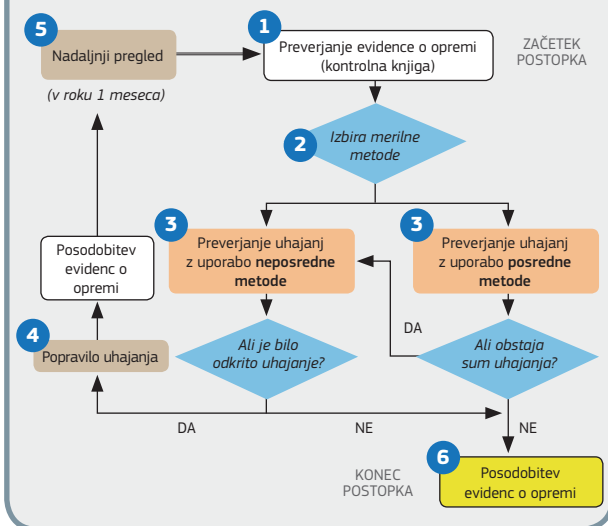 5
Nadaljnji pregled
(v roku 1 meseca)
1
Preverjanje evidence o opremi
(kontrolna knjiga)
ZAČETEK
POSTOPKA
2
Izbira merilne
metode
3
Preverjanje uhajanj
z uporabo neposredne
metode
3
Preverjanje uhajanj
z uporabo posredne
metode
Posodobitev
evidenc o
opremi
DA
4
Popravilo uhajanja
Ali je bilo
odkrito uhajanje?
Ali obstaja
sum uhajanja?
DA
NE
NE
KONEC
POSTOPKA
6
Posodobitev
evidenc o opremi